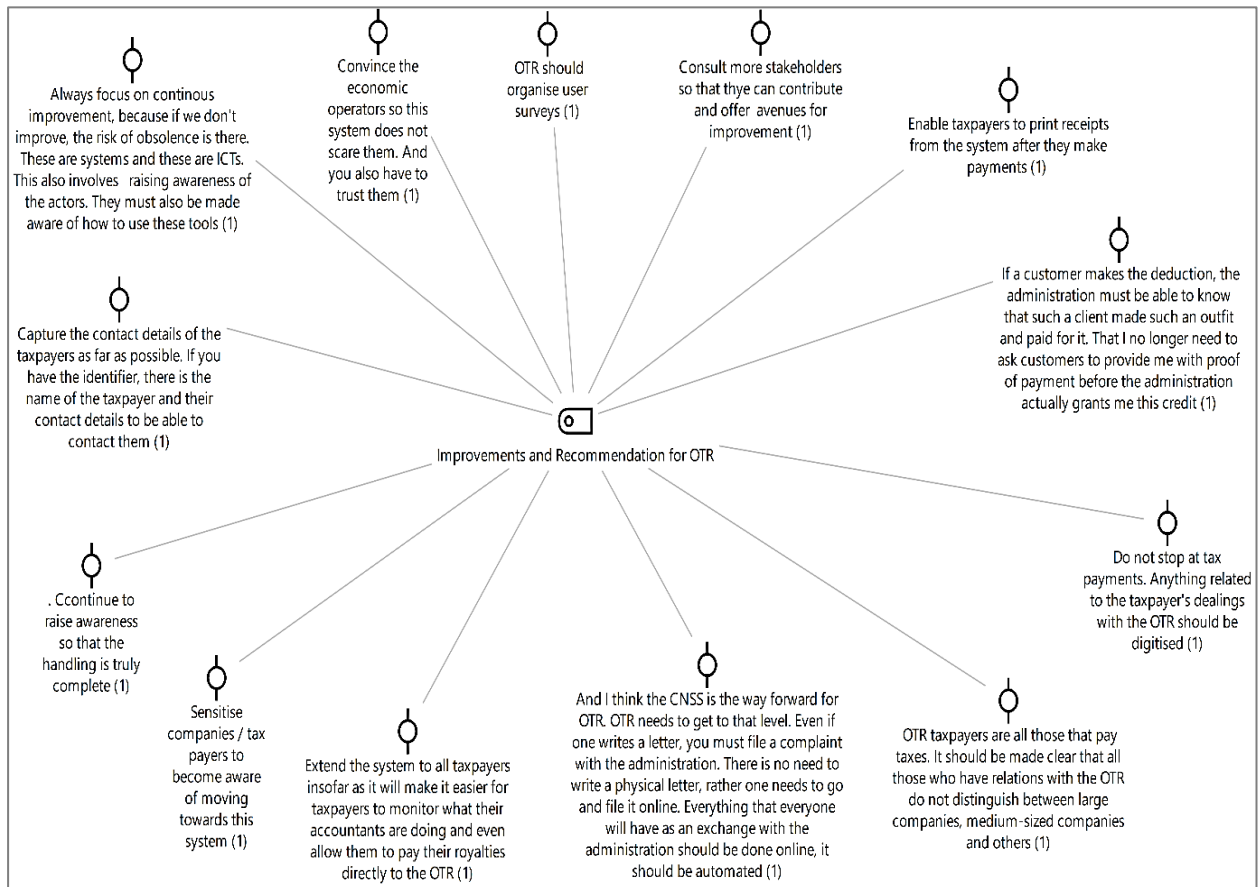 Always focus on continous
improvement, because if we don't
improve, the risk of obsolence is there.
These are systems and these are ICTs.
This also involves raising awareness of
the actors. They must also be made
aware of how to use these tools (1)
Convince the
economic
operators so this
system does not
scare them. And
you also have to
trust them (1)
OTR should
organise user
surveys (1)
Consult more stakeholders
so that thye can contribute
and offer avenues for
improvement (1)
Enable taxpayers to print receipts
from the system after they make
payments (1)
If a customer makes the deduction, the
administration must be able to know
that such a client made such an outfit
and paid for it. That I no longer need to
ask customers to provide me with proof
of payment before the administration
actually grants me this credit (1)
Capture the contact details of the
taxpayers as far as possible. If you
have the identifier, there is the
name of the taxpayer and their
contact details to be able to
contact them (1)
Improvements and Recommendation for OTR
Do not stop at tax
payments. Anything related
to the taxpayer's dealings
with the OTR should be
digitised (1)
. Ccontinue to
raise awareness
so that the
handling is truly
complete (1)
Sensitise
companies / tax
payers to
become aware
of moving
towards this
system (1)
Extend the system to all taxpayers
insofar as it will make it easier for
taxpayers to monitor what their
accountants are doing and even
allow them to pay their royalties
directly to the OTR (1)
And I think the CNSS is the way forward for
OTR. OTR needs to get to that level. Even if
one writes a letter, you must file a complaint
with the administration. There is no need to
write a physical letter, rather one needs to go
and file it online. Everything that everyone
will have as an exchange with the
administration should be done online, it
should be automated (1)
OTR taxpayers are all those that pay
taxes. It should be made clear that all
those who have relations with the OTR
do not distinguish between large
companies, medium-sized companies
and others (1)